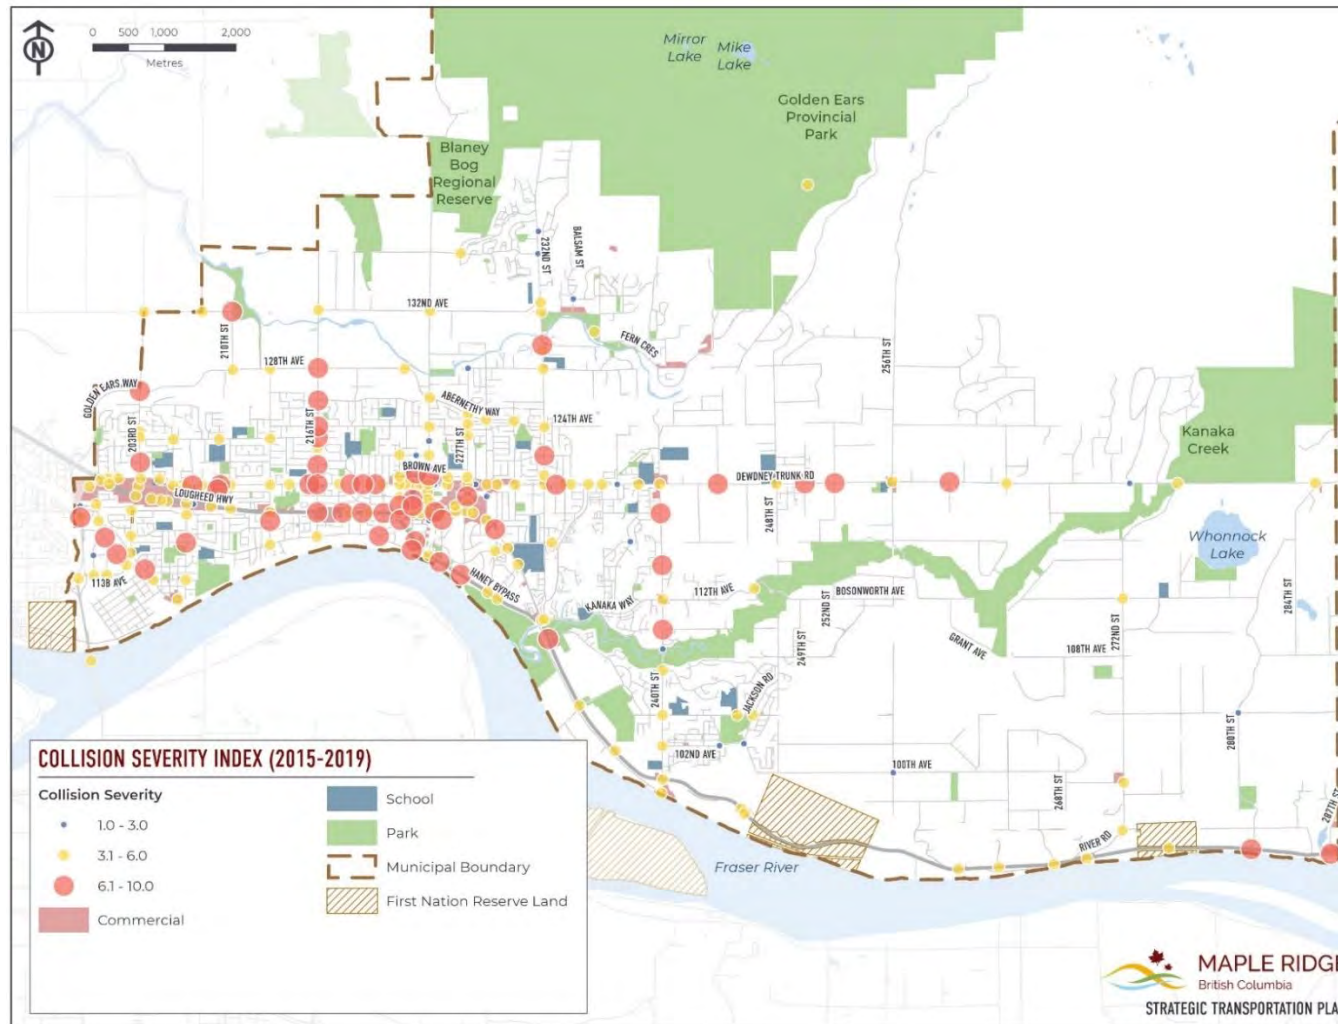 N
0 500 1,000 2,000
Metres
Mirror
Lake
Mike
Lake
Golden Ears
Provincial
Park
Blaney
Bog
Regional
Reserve
232ND ST
BALSAM ST
132ND AVE
210TH ST
FERN CRES
256TH ST
128TH AVE
GOLDEN EARS WAY
ABERNETHY WAY
203RD ST
216TH ST
227TH ST
124TH AVE
Kanaka
Creek
BROWN AVE
DEWDNEY TRUNK RD
LOUGHEED HWY
248TH ST
Whonnock
Lake
113B AVE
HANEY BYPASS
KANAKA WAY
112TH AVE
252ND ST
BOSONWORTH AVE
272ND ST
284TH ST
249TH ST
GRANT AVE
108TH AVE
240TH ST
JACKSON RD
280TH ST
102ND AVE
100TH AVE
268TH ST
287TH ST
RIVER RD
Fraser River
COLLISION SEVERITY INDEX (2015-2019)
Collision Severity
1.0 - 3.0
3.1 - 6.0
6.1 - 10.0
Commercial
School
Park
Municipal Boundary
First Nation Reserve Land
MAPLE RIDGE
British Columbia
STRATEGIC TRANSPORTATION PLA